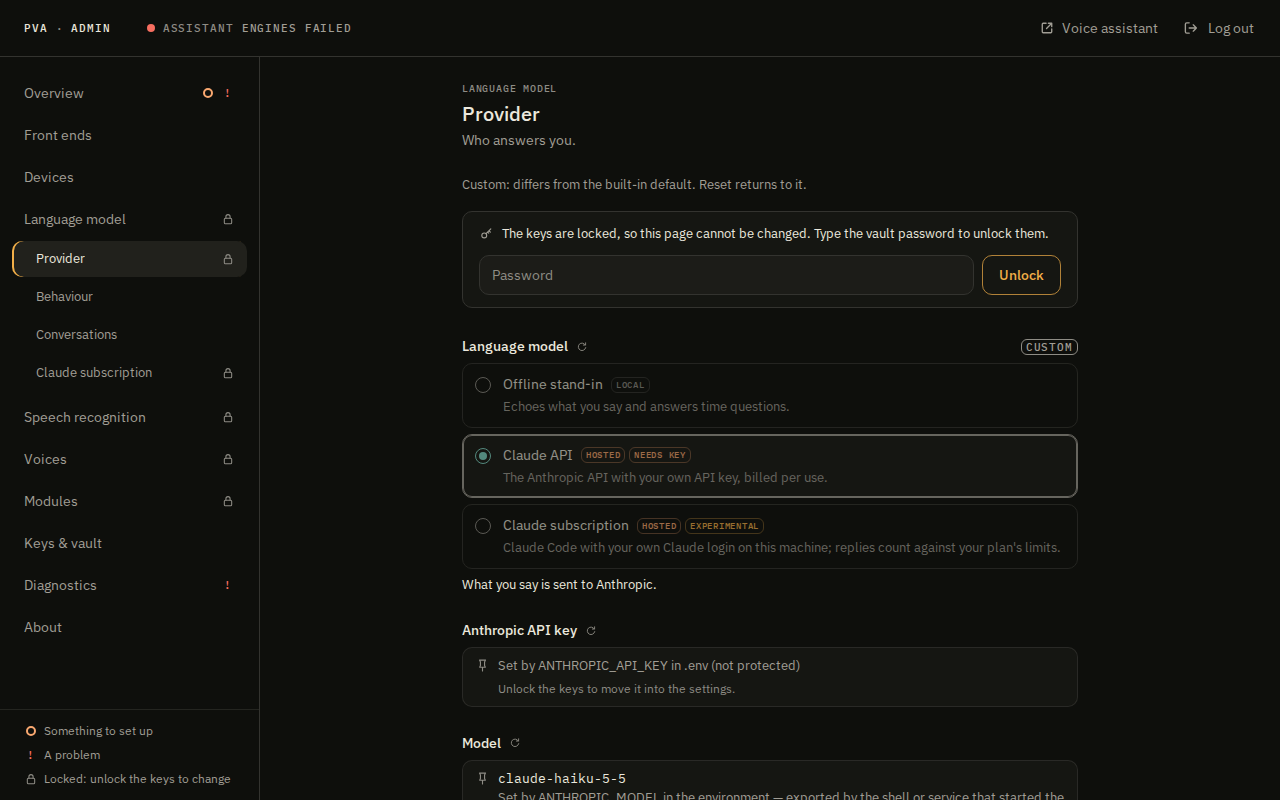 PVA · ADMIN
ASSISTANT ENGINES FAILED
Voice assistant
Log out
Overview !
Front ends
Devices
Language model
Provider
Behaviour
Conversations
Claude subscription
Speech recognition
Voices
Modules
Keys & vault
Diagnostics !
About
Something to set up
! A problem
Locked: unlock the keys to change
LANGUAGE MODEL
Provider
Who answers you.
Custom: differs from the built-in default. Reset returns to it.
The keys are locked, so this page cannot be changed. Type the vault password to unlock them.
Password
Unlock
Language model CUSTOM
Offline stand-in LOCAL
Echoes what you say and answers time questions.
Claude API HOSTED NEEDS KEY
The Anthropic API with your own API key, billed per use.
Claude subscription HOSTED EXPERIMENTAL
Claude Code with your own Claude login on this machine; replies count against your plan's limits.
What you say is sent to Anthropic.
Anthropic API key
Set by ANTHROPIC_API_KEY in .env (not protected)
Unlock the keys to move it into the settings.
Model
claude-haiku-5-5
Set by ANTHROPIC_MODEL in the environment — exported by the shell or service that started the